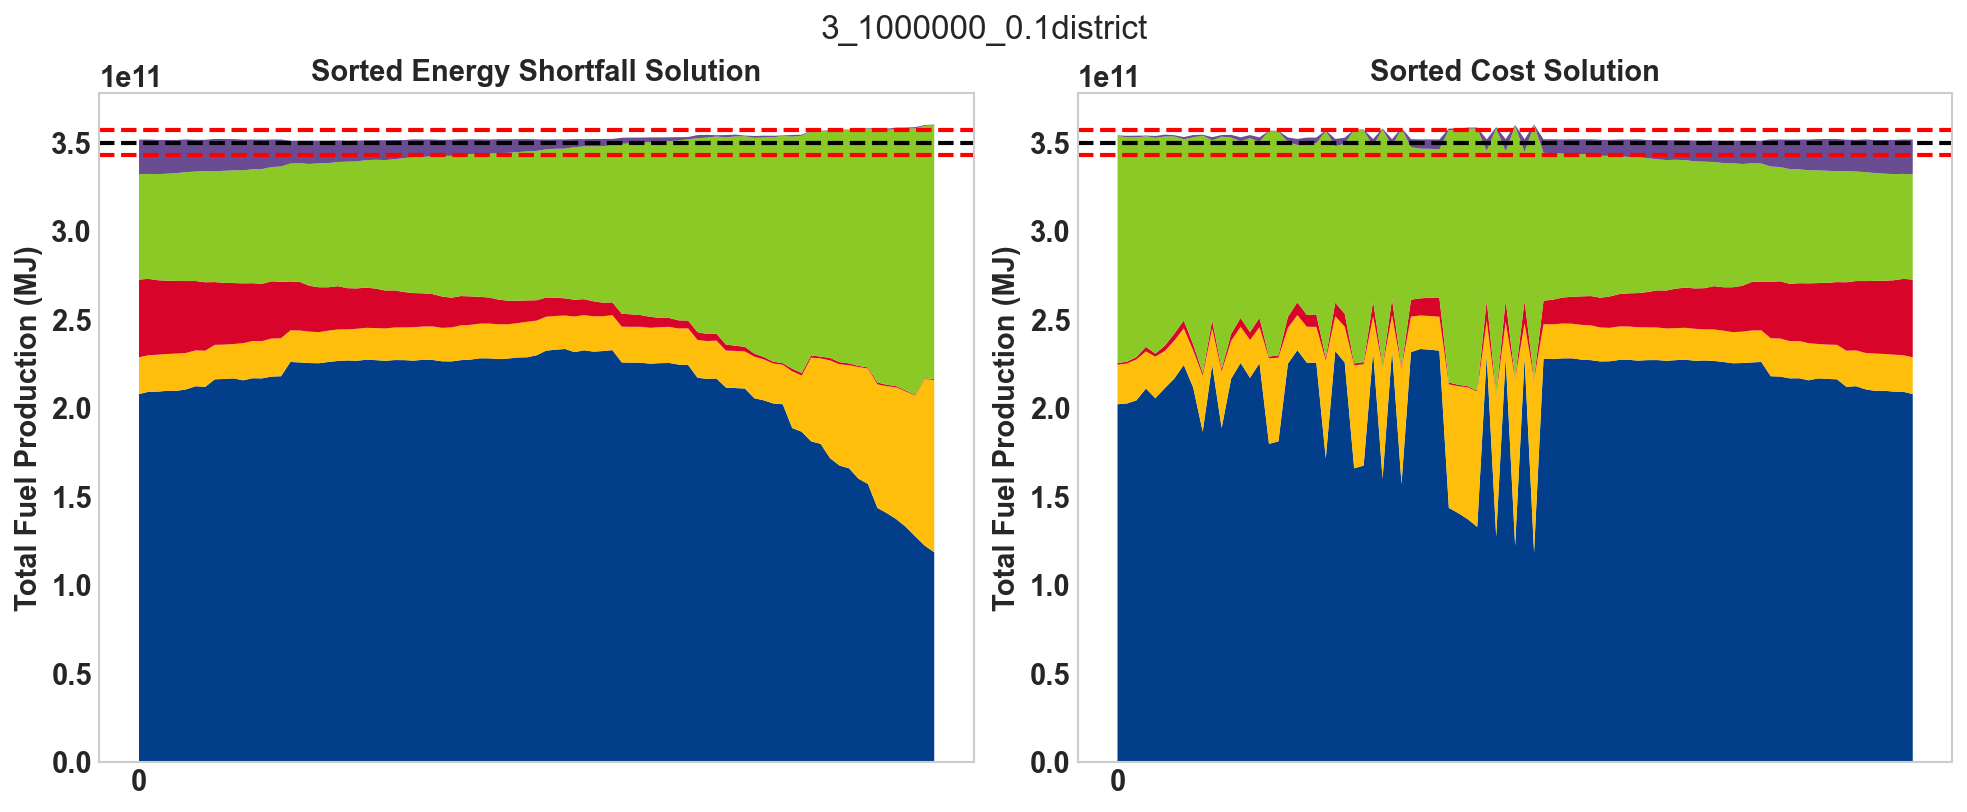 3_1000000_0.1district
Sorted Energy Shortfall Solution
1e11
Total Fuel Production (MJ)
3.5
3.0
2.5
2.0
1.5
1.0
0.5
0.0
0
Sorted Cost Solution
1e11
Total Fuel Production (MJ)
3.5
3.0
2.5
2.0
1.5
1.0
0.5
0.0
0